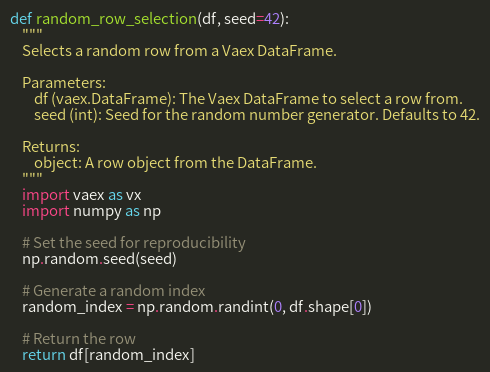 def random_row_selection(df, seed=42):
    """
    Selects a random row from a Vaex DataFrame.

    Parameters:
        df (vaex.DataFrame): The Vaex DataFrame to select a row from.
        seed (int): Seed for the random number generator. Defaults to 42.

    Returns:
        object: A row object from the DataFrame.
    """
    import vaex as vx
    import numpy as np

    # Set the seed for reproducibility
    np.random.seed(seed)

    # Generate a random index
    random_index = np.random.randint(0, df.shape[0])

    # Return the row
    return df[random_index]